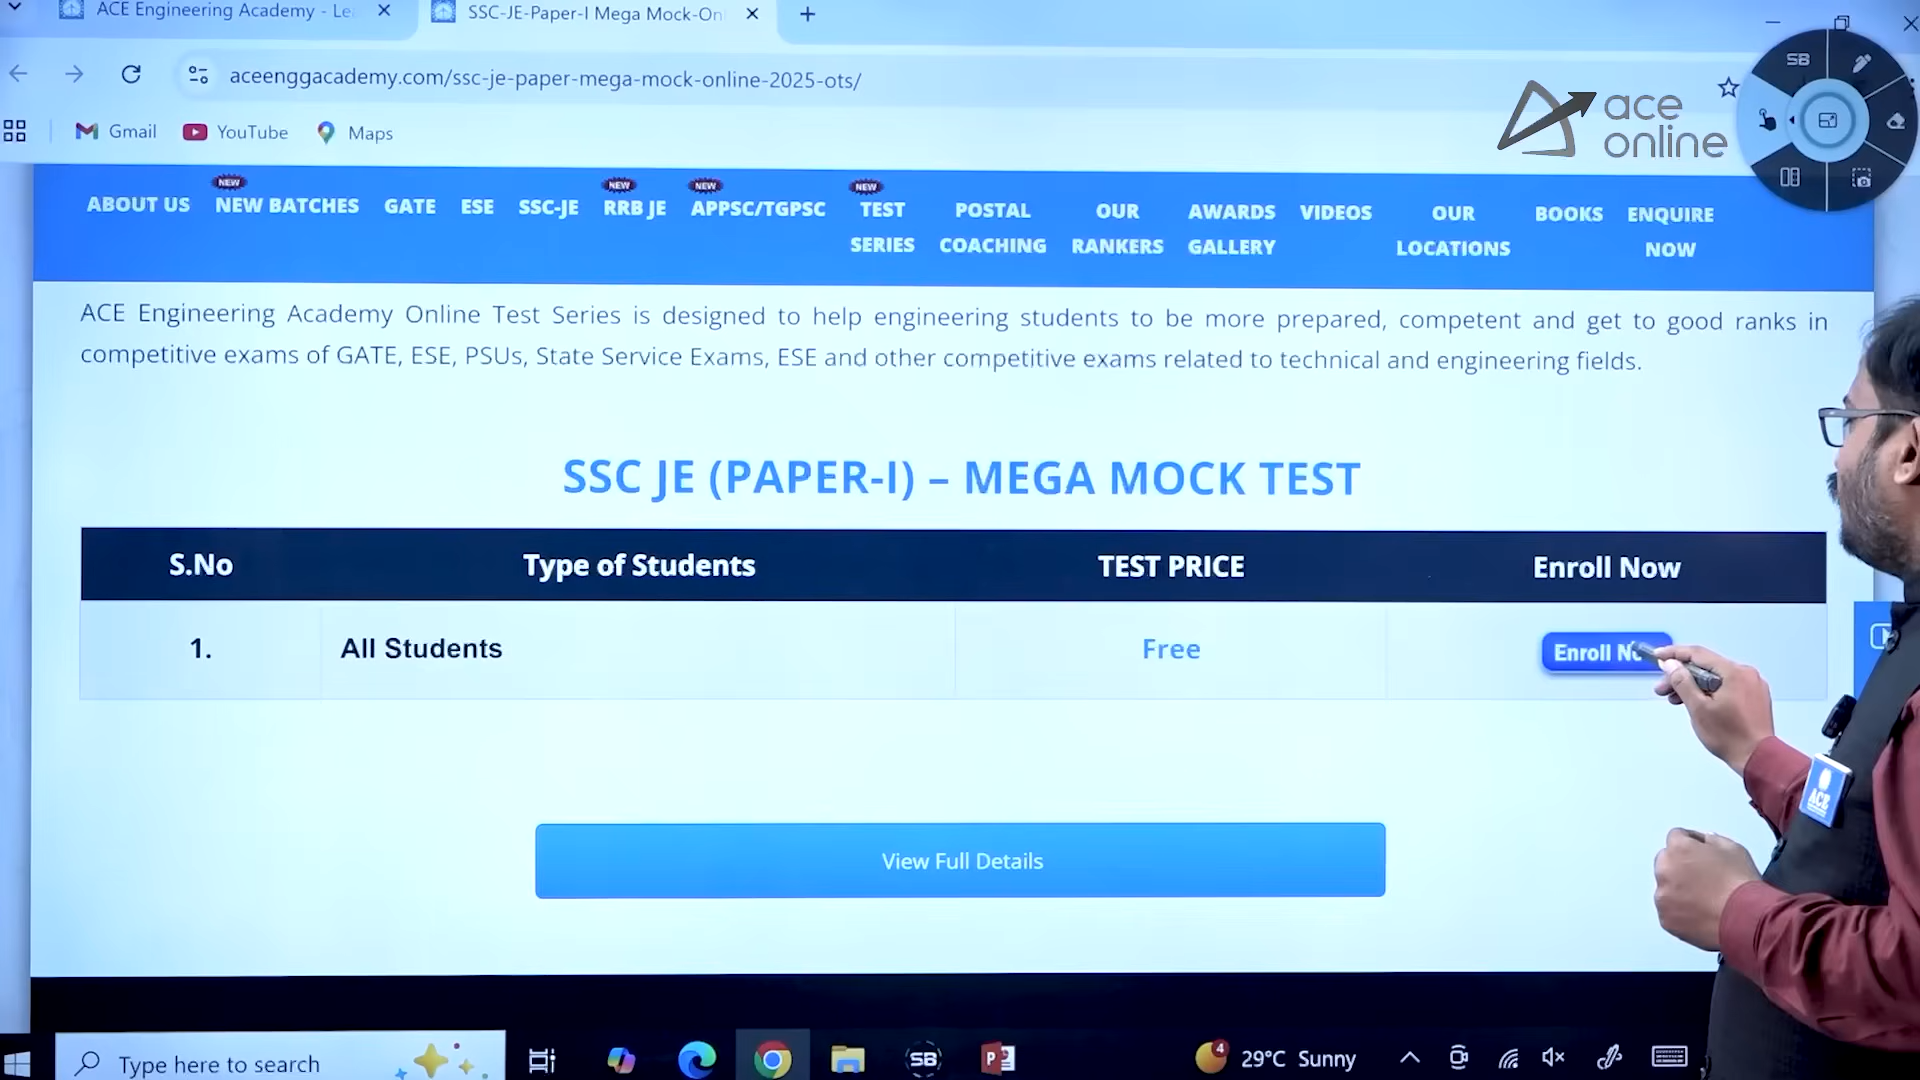 ACE Engineering Academy - Le
SSC-JE-Paper-I Mega Mock-On
aceenggacademy.com/ssc-je-paper-mega-mock-online-2025-ots/
Gmail
YouTube
Maps
ace
online
SB
ABOUT US
NEW
NEW BATCHES
GATE
ESE
SSC-JE
NEW
RRB JE
NEW
APPSC/TGPSC
NEW
TEST
SERIES
POSTAL
COACHING
OUR
RANKERS
AWARDS
GALLERY
VIDEOS
OUR
LOCATIONS
BOOKS
ENQUIRE
NOW
ACE Engineering Academy Online Test Series is designed to help engineering students to be more prepared, competent and get to good ranks in
competitive exams of GATE, ESE, PSUs, State Service Exams, ESE and other competitive exams related to technical and engineering fields.
SSC JE (PAPER-I) – MEGA MOCK TEST
S.No Type of Students TEST PRICE Enroll Now
1. All Students Free Enroll
ACE
View Full Details
Type here to search
SB
4
29°C Sunny